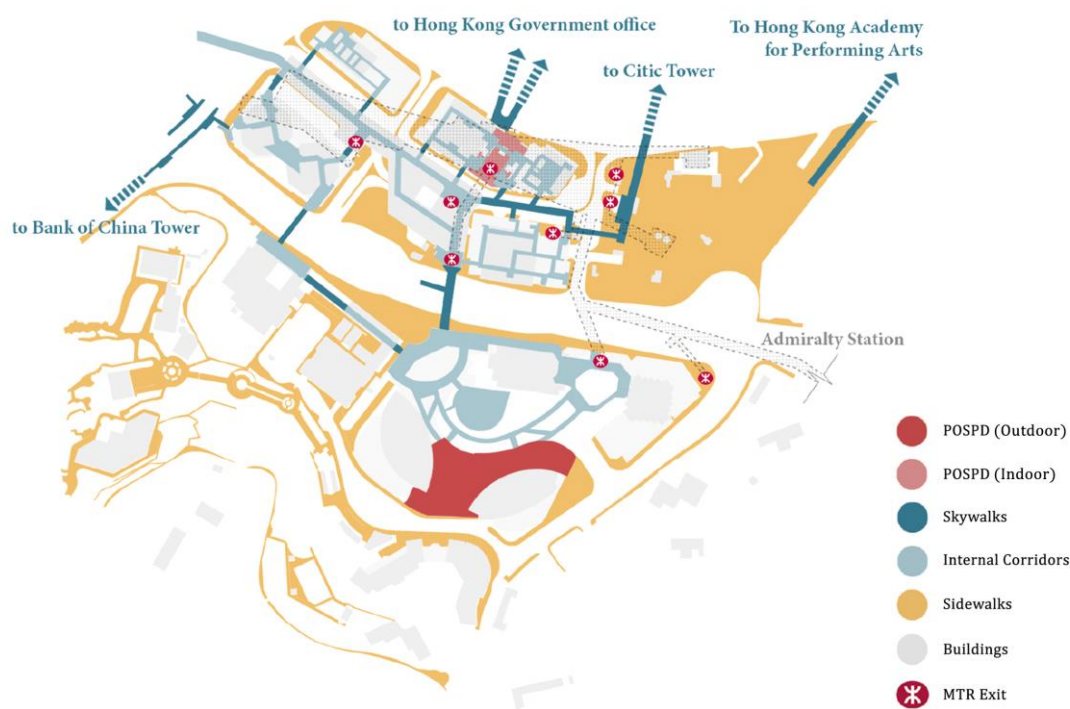 to Hong Kong Government office
To Hong Kong Academy
for Performing Arts
to Citic Tower
to Bank of China Tower
Admiralty Station
POSPD (Outdoor)
POSPD (Indoor)
Skywalks
Internal Corridors
Sidewalks
Buildings
MTR Exit